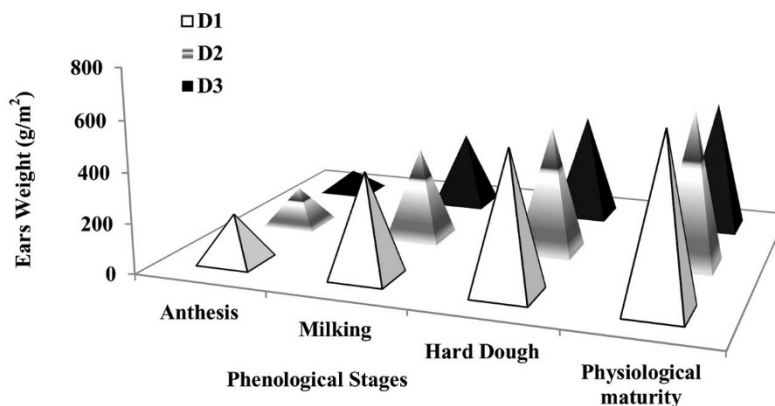 D1
D2
D3
800
600
400
200
0
Ears Weight (g/m²)
Anthesis
Milking
Hard Dough
Physiological
maturity
Phenological Stages